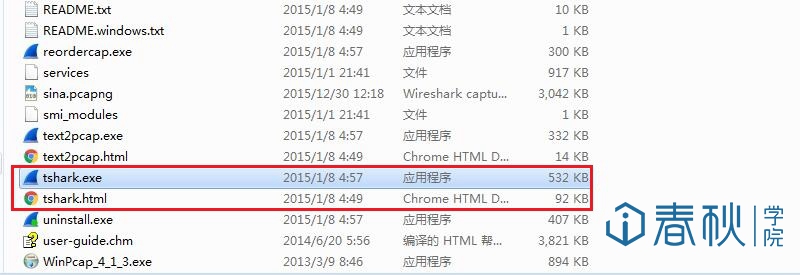 README.txt 2015/1/8 4:49 文本文档 10 KB
README.windows.txt 2015/1/8 4:49 文本文档 1 KB
reordercap.exe 2015/1/8 4:57 应用程序 300 KB
services 2015/1/1 21:41 文件 917 KB
sina.pcapng 2015/12/30 12:18 Wireshark captu... 3,042 KB
smi_modules 2015/1/1 21:41 文件 1 KB
text2pcap.exe 2015/1/8 4:57 应用程序 332 KB
text2pcap.html 2015/1/8 4:49 Chrome HTML D... 14 KB
tshark.exe 2015/1/8 4:57 应用程序 532 KB
tshark.html 2015/1/8 4:49 Chrome HTML D... 92 KB
uninstall.exe 2015/1/8 4:57 应用程序 407 KB
user-guide.chm 2014/6/20 5:56 编译的 HTML 帮... 3,821 KB
WinPcap_4_1_3.exe 2013/3/9 8:46 应用程序 894 KB
春秋学院